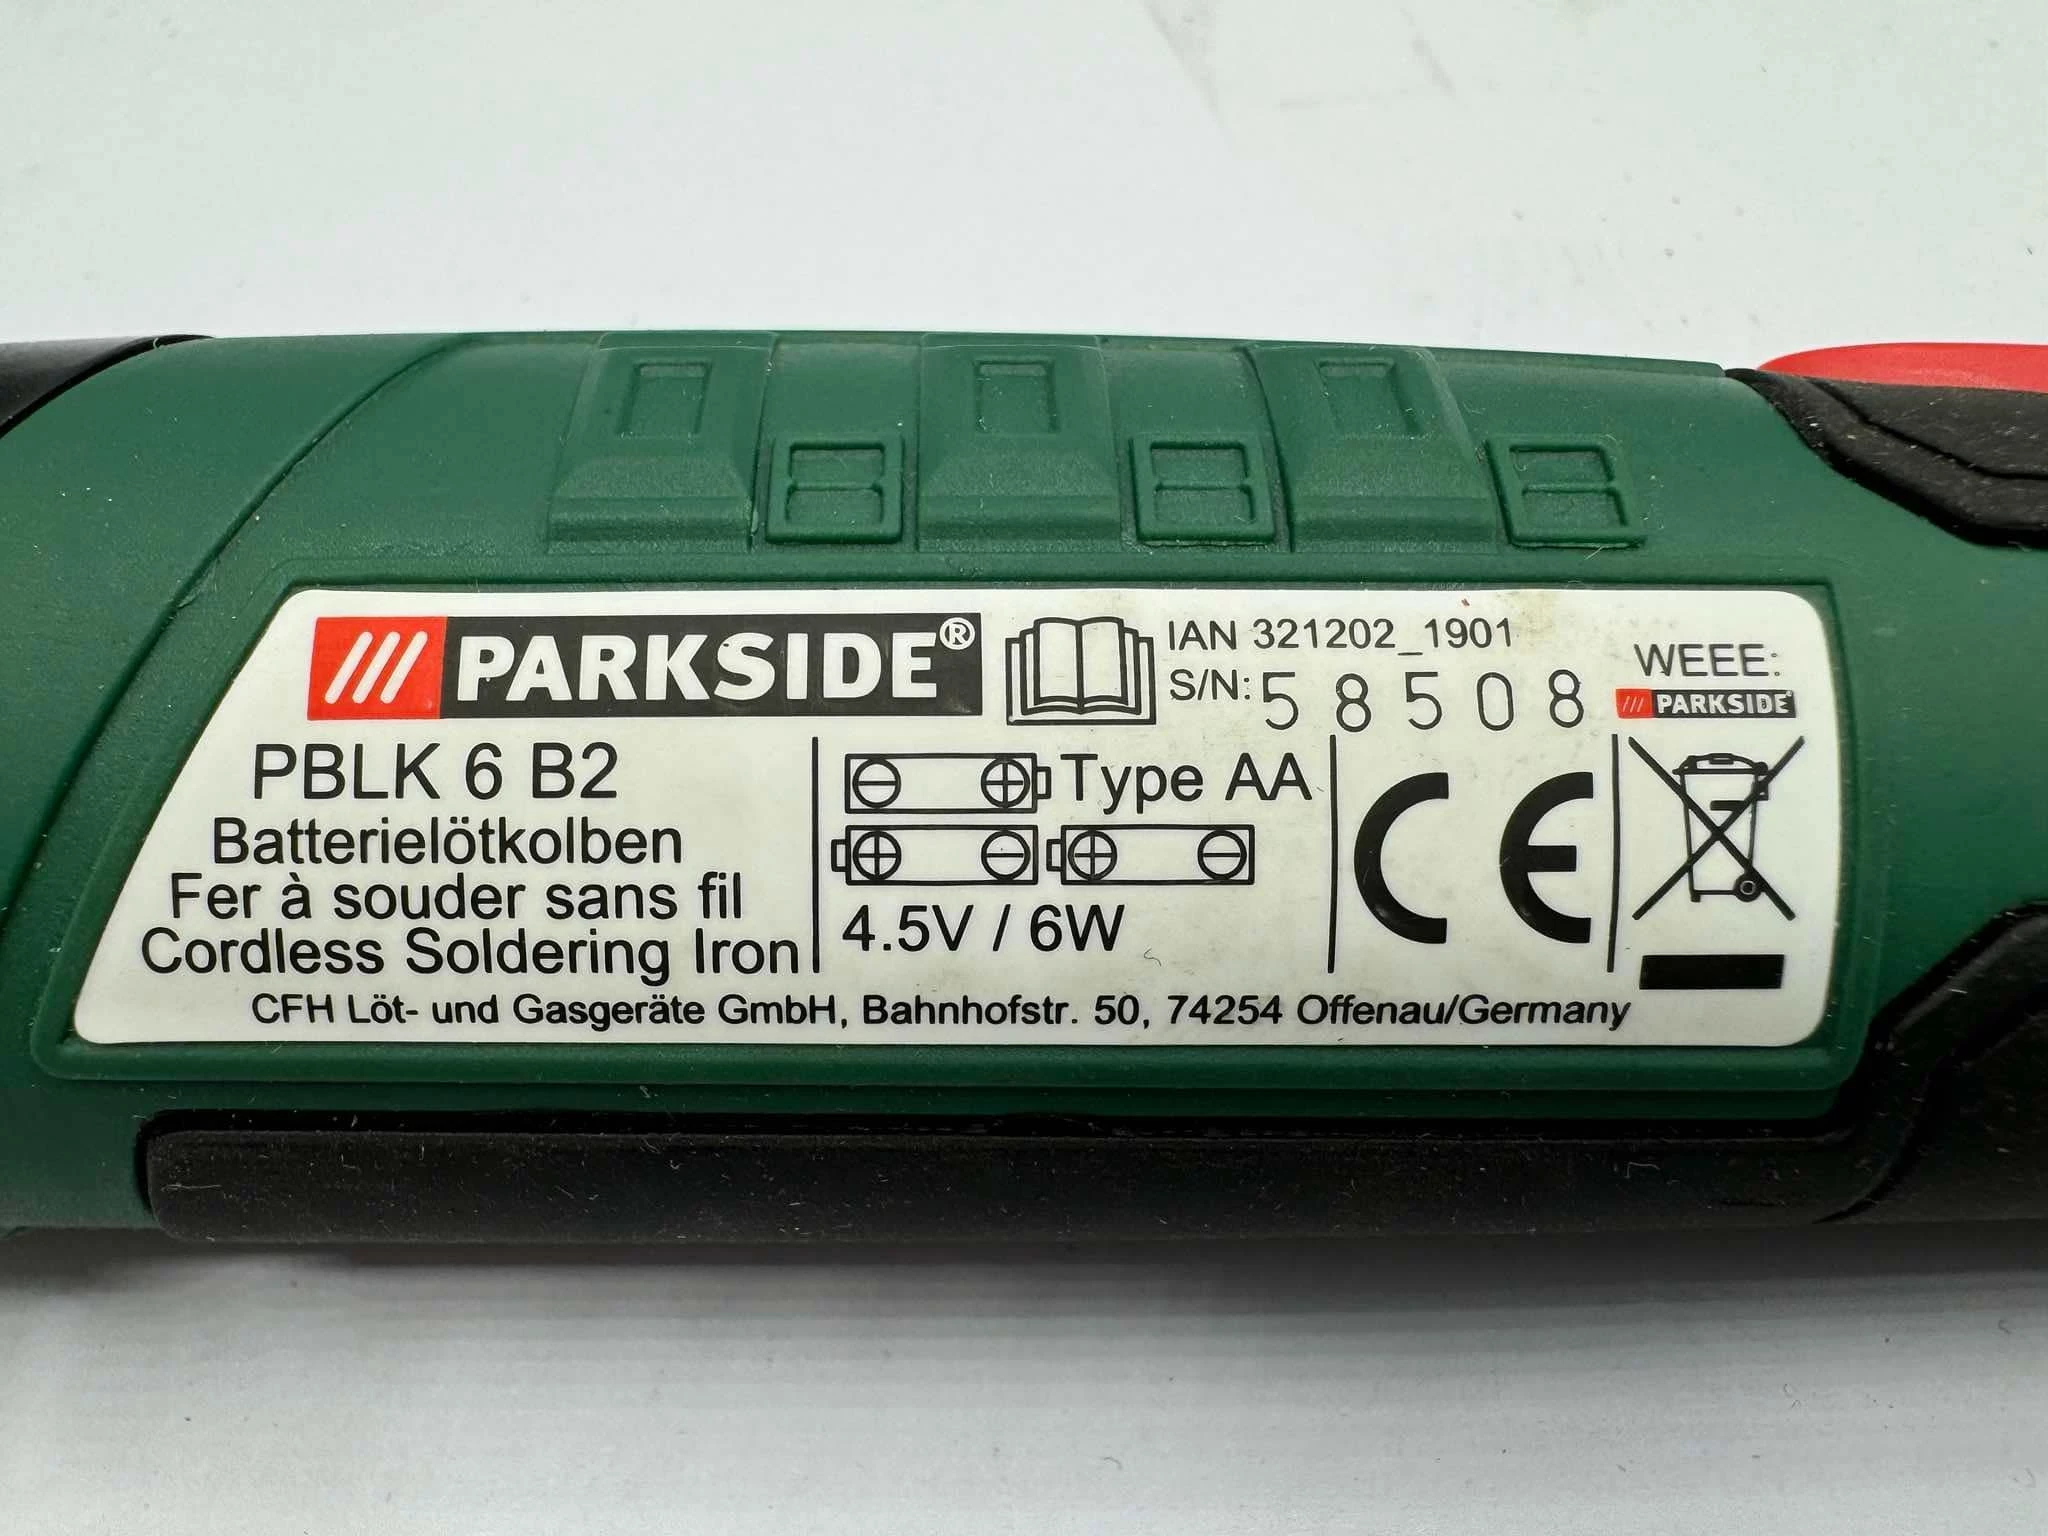 PARKSIDE®
IAN 321202_1901
S/N: 58508
WEEE:
PARKSIDE
PBLK 6 B2
Batterielötkolben
Fer à souder sans fil
Cordless Soldering Iron
Type AA
4.5V / 6W
CE
CFH Löt- und Gasgeräte GmbH, Bahnhofstr. 50, 74254 Offenau/Germany